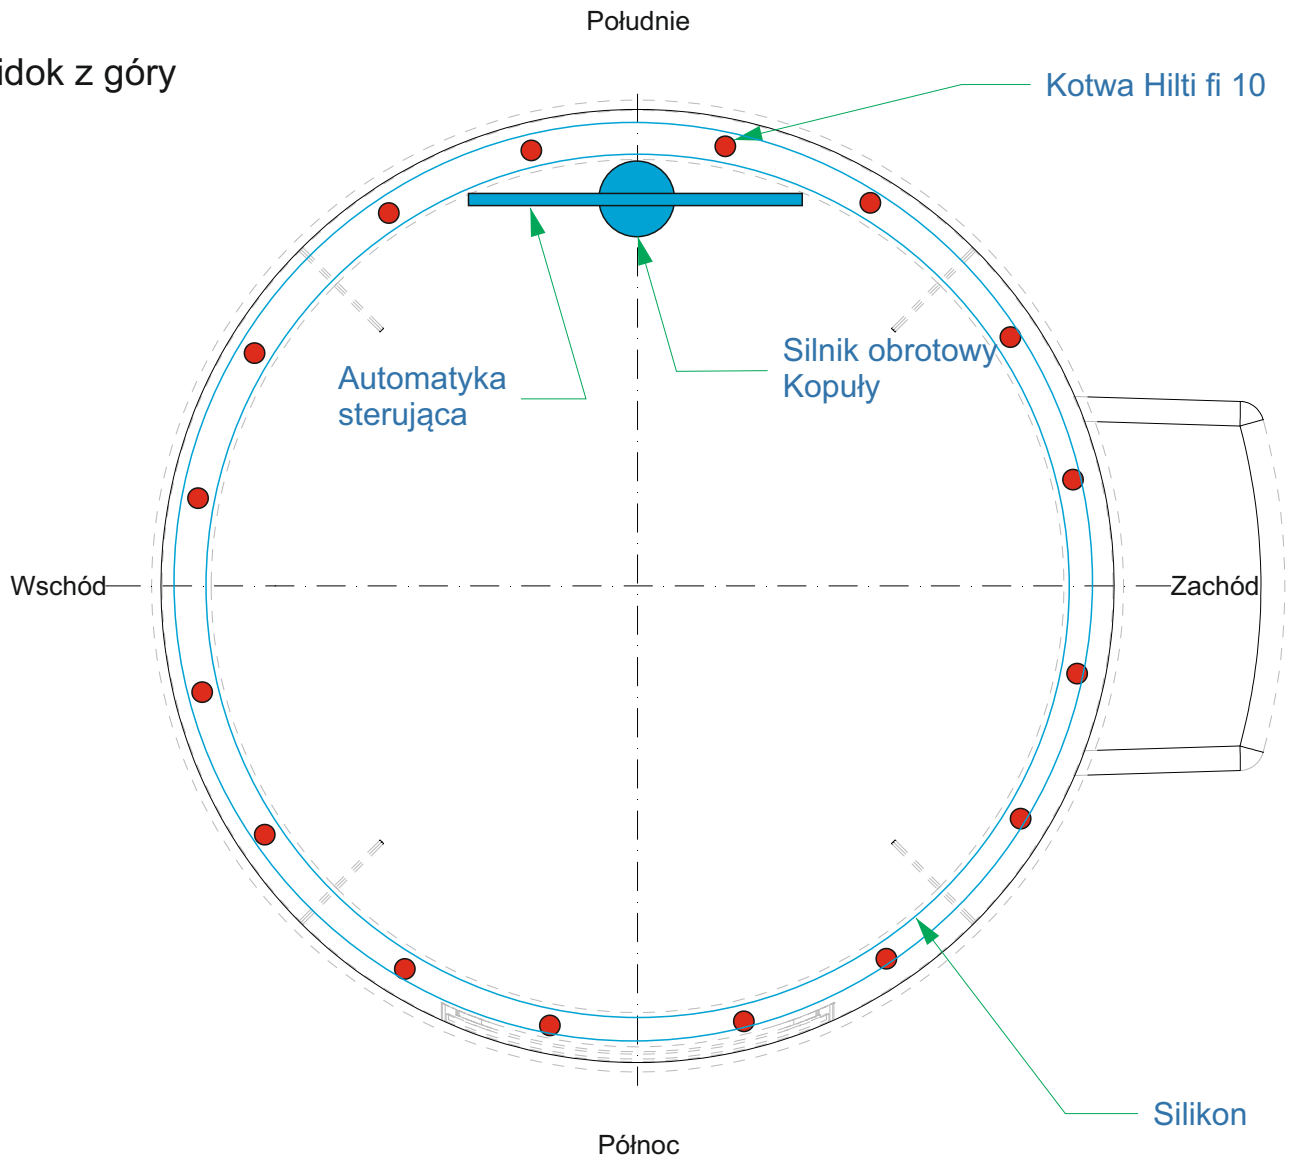 Południe
idok z góry
Kotwa Hilti fi 10
Silnik obrotowy
Kopuły
Automatyka
sterująca
Wschód
Zachód
Silikon
Północ